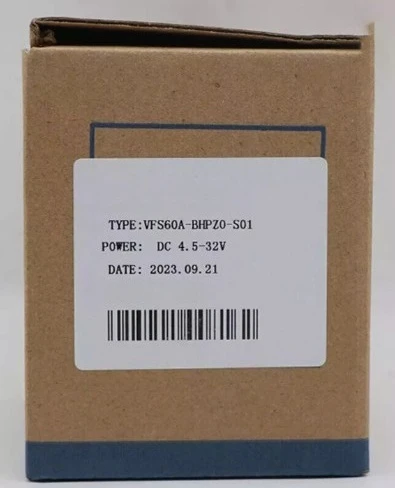 TYPE:VFS60A-BHPZ0-S01
POWER: DC 4.5-32V
DATE: 2023.09.21